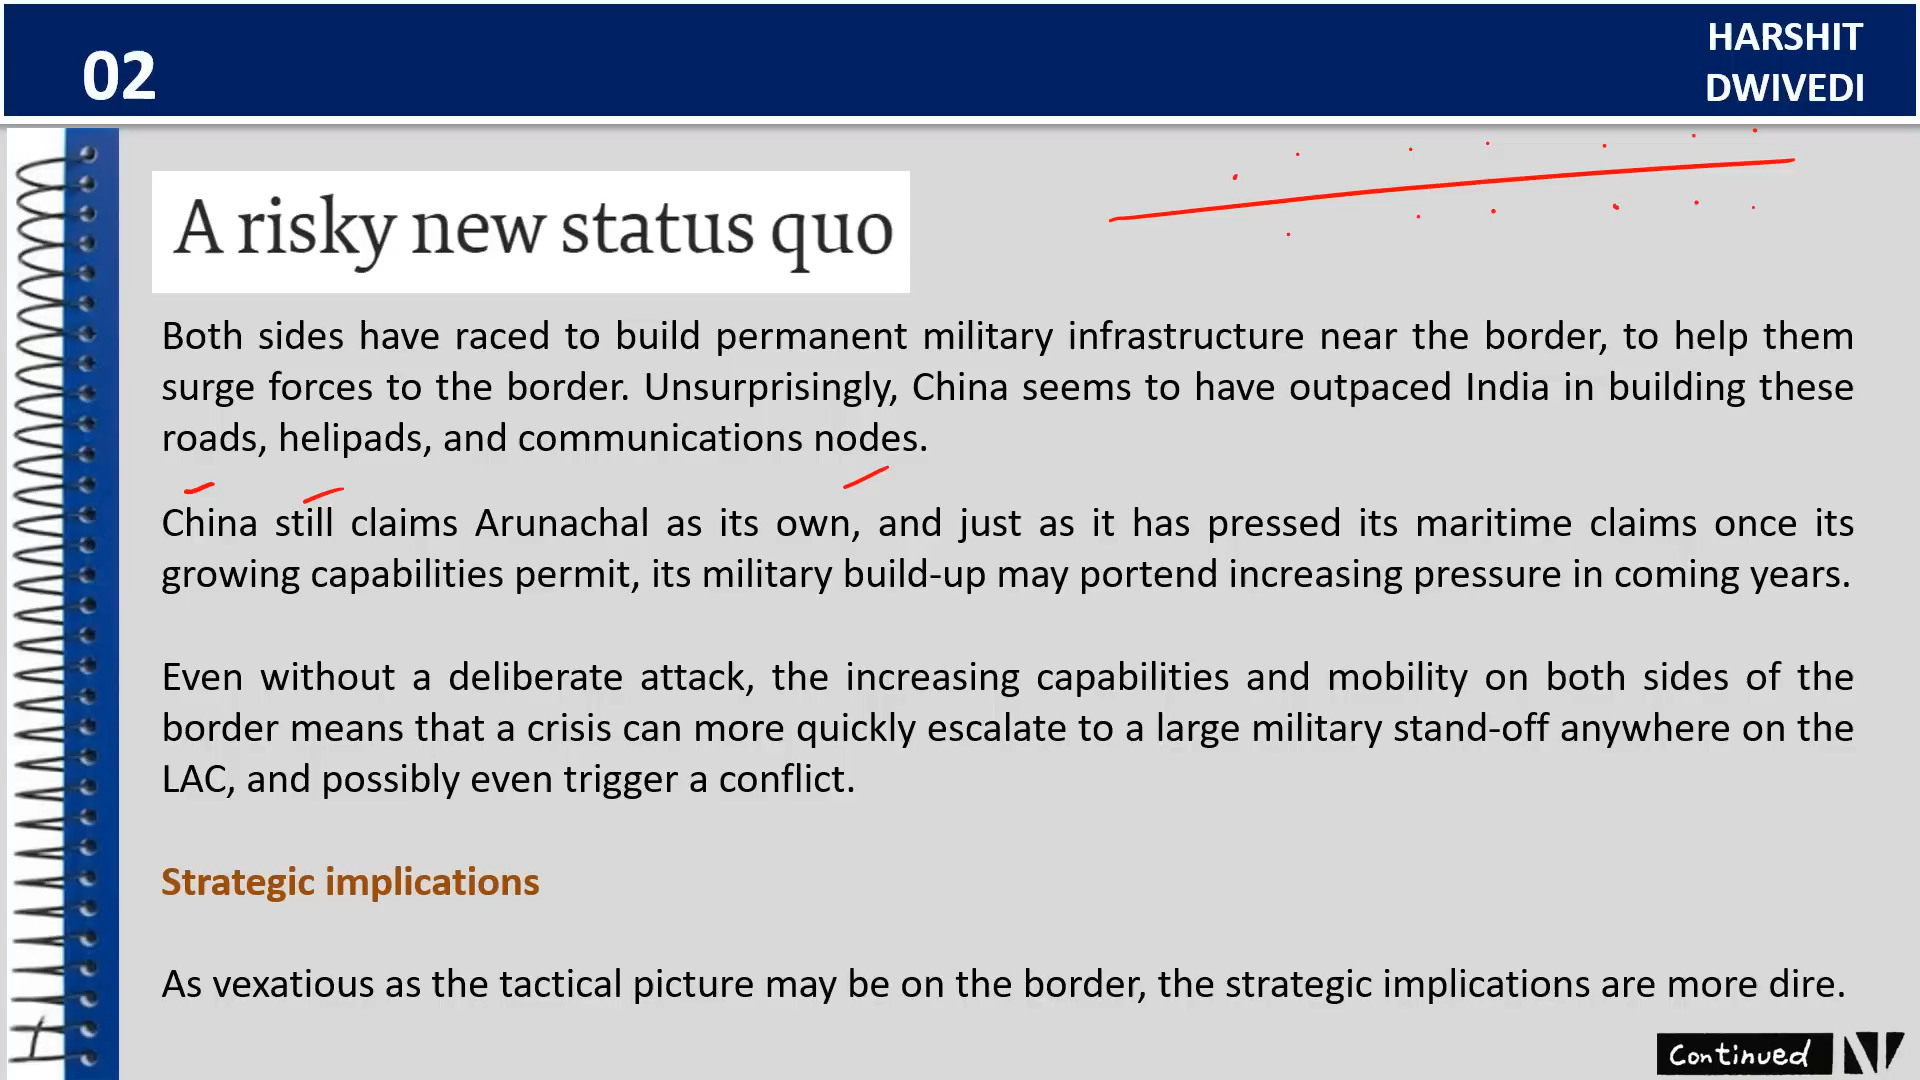 02
HARSHIT
DWIVEDI
A risky new status quo
Both sides have raced to build permanent military infrastructure near the border, to help them
surge forces to the border. Unsurprisingly, China seems to have outpaced India in building these
roads, helipads, and communications nodes.
China still claims Arunachal as its own, and just as it has pressed its maritime claims once its
growing capabilities permit, its military build-up may portend increasing pressure in coming years.
Even without a deliberate attack, the increasing capabilities and mobility on both sides of the
border means that a crisis can more quickly escalate to a large military stand-off anywhere on the
LAC, and possibly even trigger a conflict.
Strategic implications
As vexatious as the tactical picture may be on the border, the strategic implications are more dire.
Continued